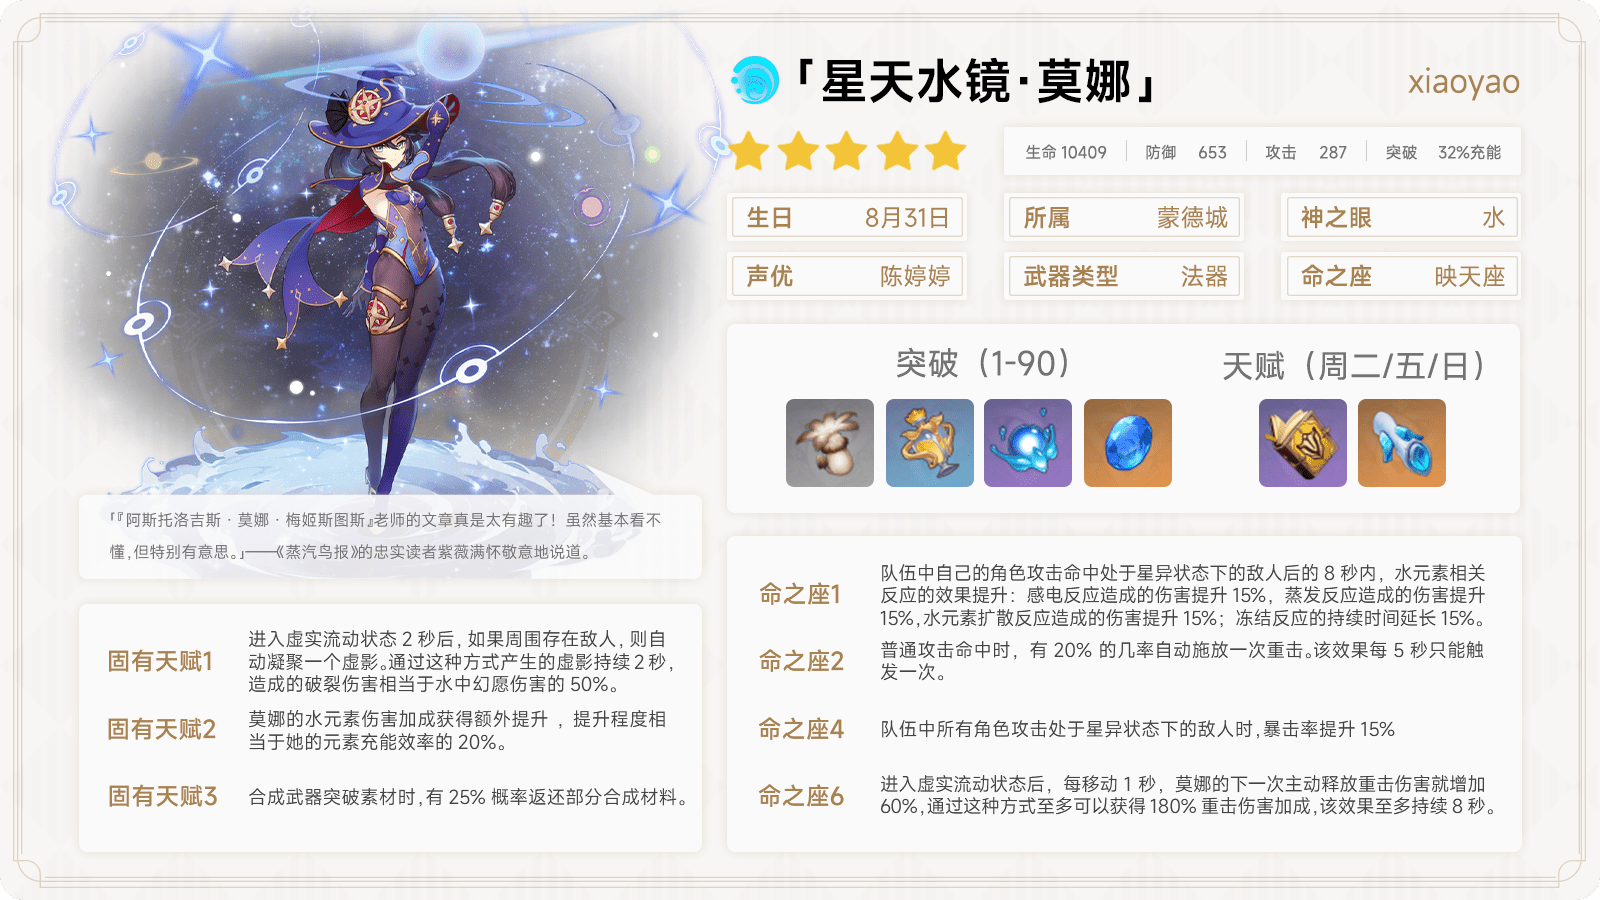 「星天水镜·莫娜」
xiaoyao
生命 10409 防御 653 攻击 287 突破 32%充能
生日 8月31日
所属 蒙德城
神之眼 水
声优 陈婷婷
武器类型 法器
命之座 映天座
突破（1-90）
天赋（周二/五/日）
「『阿斯托洛吉斯·莫娜·梅姬斯图斯』老师的文章真是太有趣了！虽然基本看不
懂，但特别有意思。」——《蒸汽鸟报》的忠实读者紫薇满怀敬意地说道。
固有天赋1
进入虚实流动状态 2 秒后，如果周围存在敌人，则自
动凝聚一个虚影。通过这种方式产生的虚影持续 2 秒，
造成的破裂伤害相当于水中幻愿伤害的 50%。
固有天赋2
莫娜的水元素伤害加成获得额外提升 ，提升程度相
当于她的元素充能效率的 20%。
固有天赋3
合成武器突破素材时，有 25% 概率返还部分合成材料。
命之座1
队伍中自己的角色攻击命中处于星异状态下的敌人后的 8 秒内，水元素相关
反应的效果提升：感电反应造成的伤害提升 15%，蒸发反应造成的伤害提升
15%，水元素扩散反应造成的伤害提升 15%；冻结反应的持续时间延长 15%。
命之座2
普通攻击命中时，有 20% 的几率自动施放一次重击。该效果每 5 秒只能触
发一次。
命之座4
队伍中所有角色攻击处于星异状态下的敌人时，暴击率提升 15%
命之座6
进入虚实流动状态后，每移动 1 秒，莫娜的下一次主动释放重击伤害就增加
60%，通过这种方式至多可以获得 180% 重击伤害加成，该效果至多持续 8 秒。